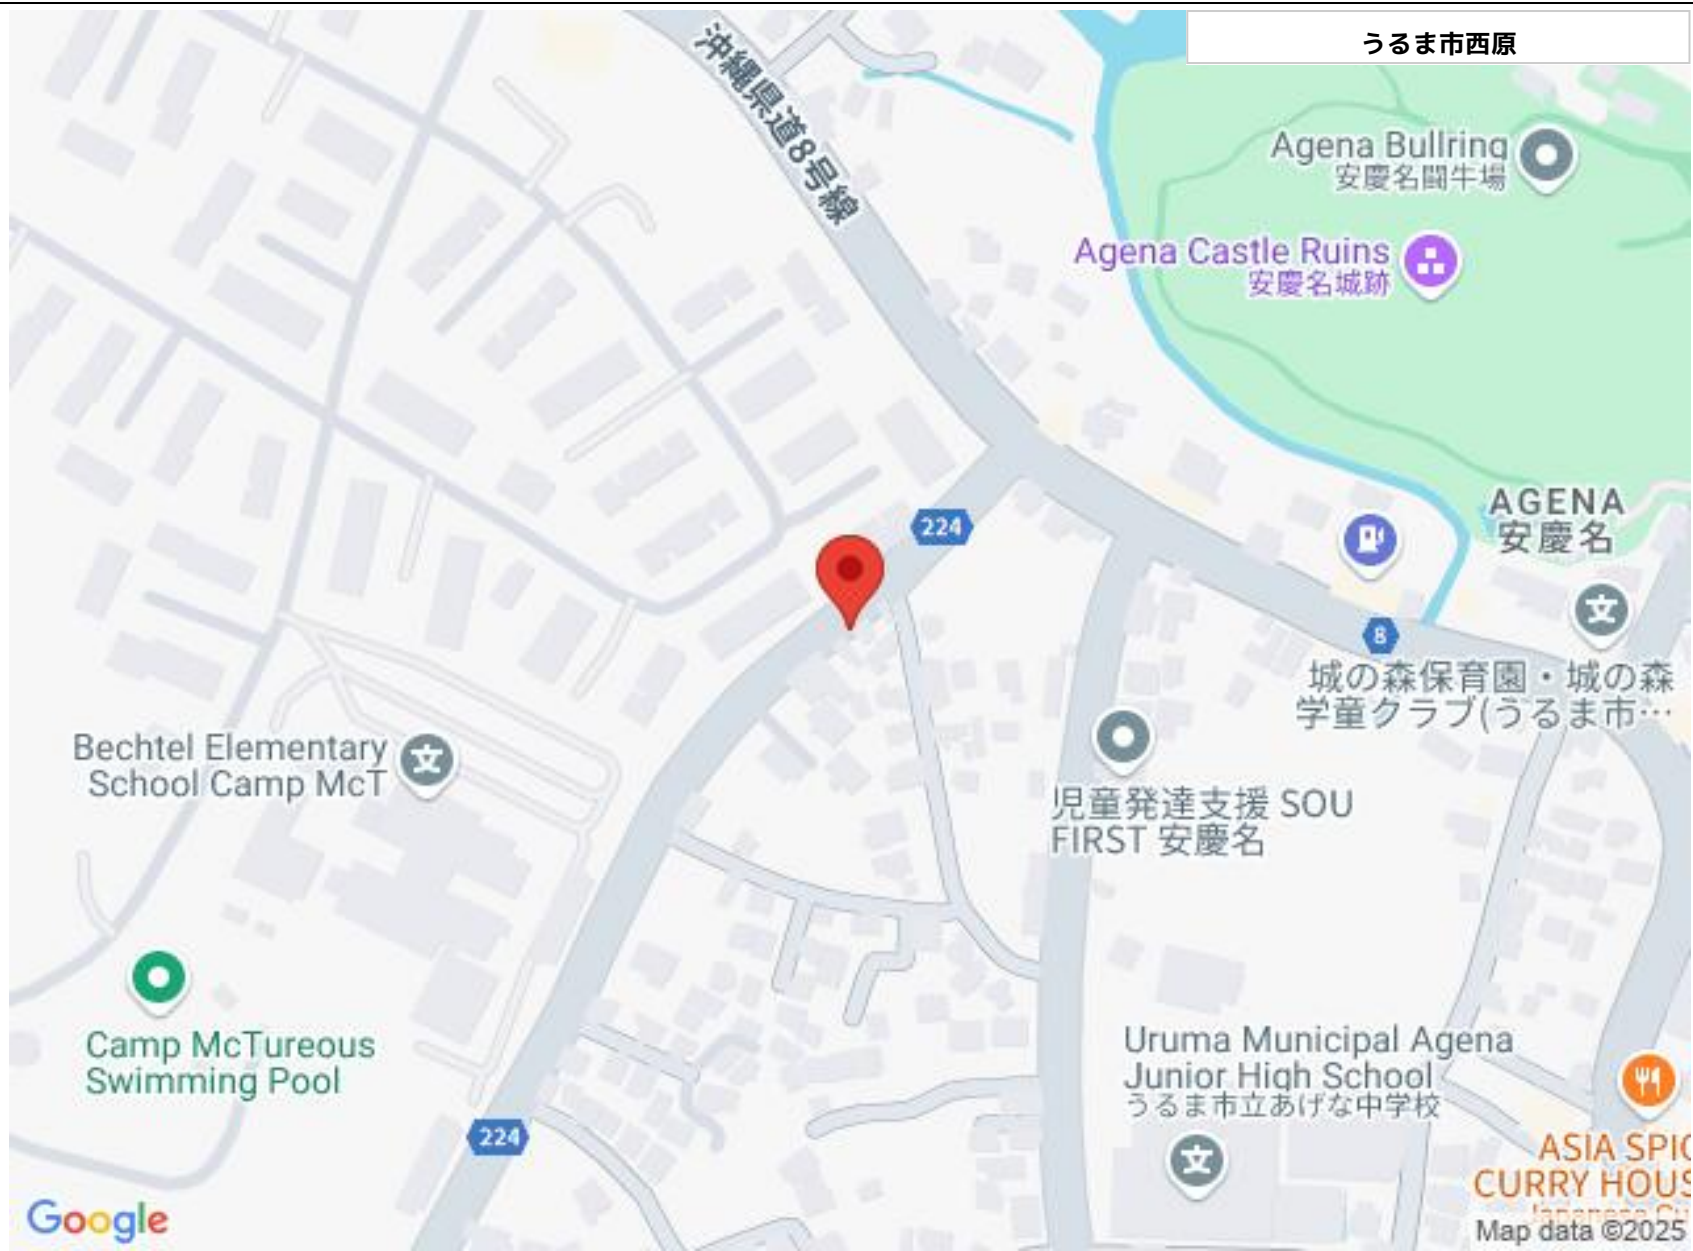 うるま市西原
沖縄県道8号線
Agena Bullring
安慶名闘牛場
Agena Castle Ruins
安慶名城跡
AGENA
安慶名
224
8
城の森保育園・城の森
学童クラブ(うるま市…
Bechtel Elementary
School Camp McT
児童発達支援 SOU
FIRST 安慶名
Camp McTureous
Swimming Pool
Uruma Municipal Agena
Junior High School
うるま市立あげな中学校
224
ASIA SPIC
CURRY HOUS
Google
Map data ©2025